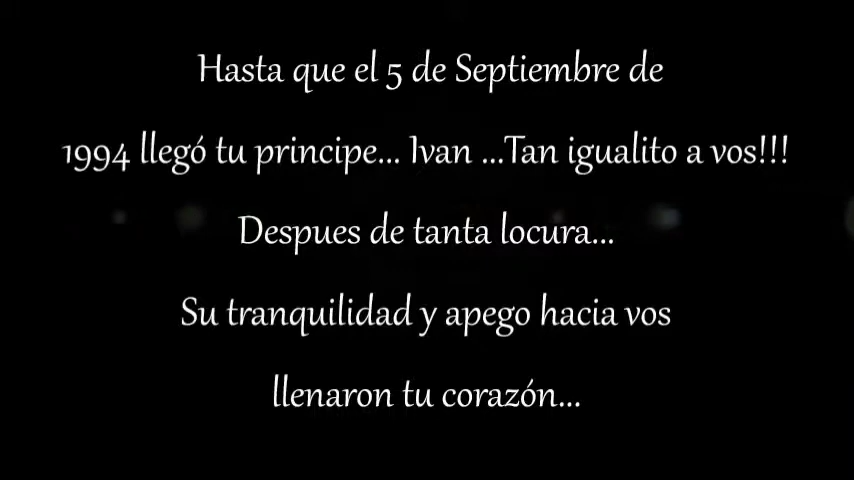 Hasta que el 5 de Septiembre de
1994 llegó tu principe... Ivan ...Tan igualito a vos!!!
Despues de tanta locura...
Su tranquilidad y apego hacia vos
llenaron tu corazón...